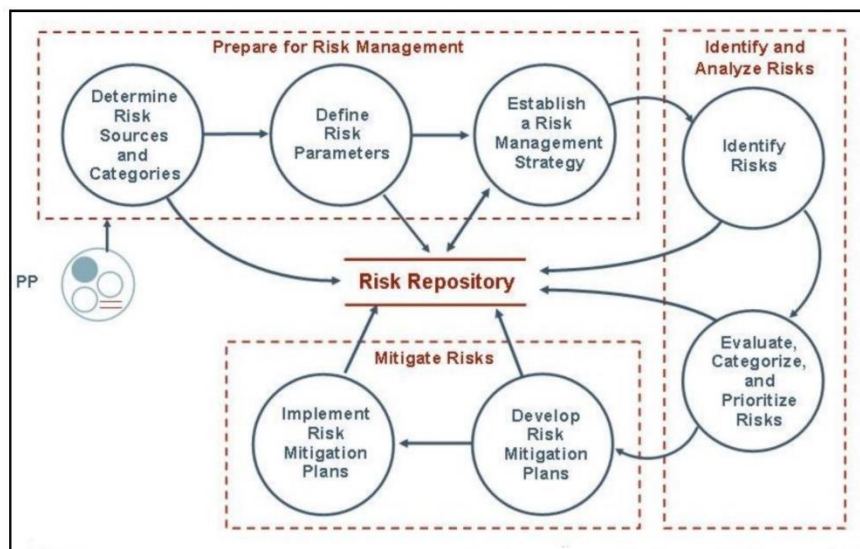 Prepare for Risk Management
Identify and
Analyze Risks
Determine
Risk
Sources
and
Categories
Define
Risk
Parameters
Establish
a Risk
Management
Strategy
Identify
Risks
PP
Risk Repository
Mitigate Risks
Implement
Risk
Mitigation
Plans
Develop
Risk
Mitigation
Plans
Evaluate,
Categorize,
and
Prioritize
Risks